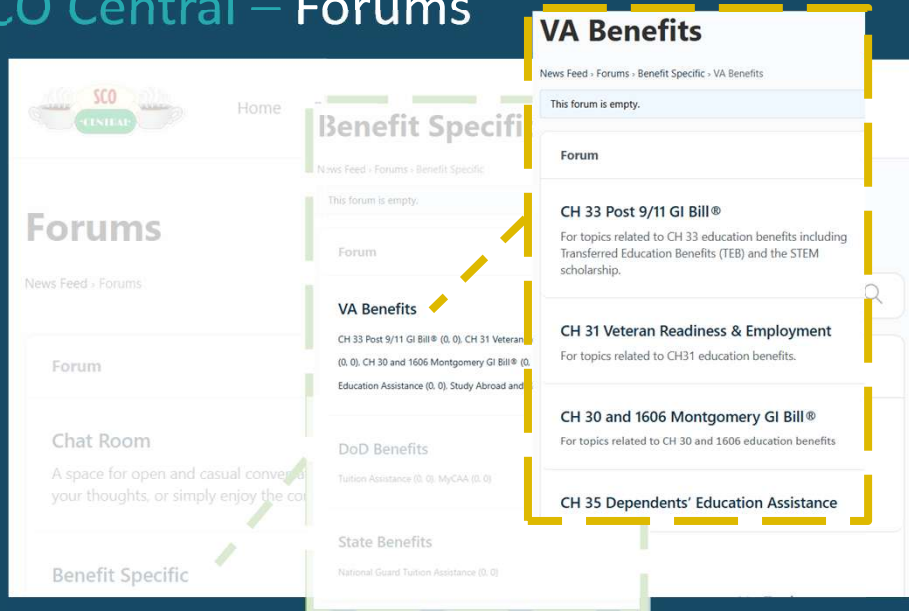 CO Central – Forums
SCO
CENTRAL
Home
Forums
News Feed › Forums
Forum
Chat Room
A space for open and casual conversa
your thoughts, or simply enjoy the co
Benefit Specific
Benefit Specifi
News Feed › Forums › Benefit Specific
This forum is empty.
Forum
VA Benefits
CH 33 Post 9/11 GI Bill® (0, 0). CH 31 Veteran
(0, 0). CH 30 and 1606 Montgomery GI Bill® (0,
Education Assistance (0, 0). Study Abroad and
DoD Benefits
Tuition Assistance (0, 0). MyCAA (0, 0)
State Benefits
National Guard Tuition Assistance (0, 0)
VA Benefits
News Feed › Forums › Benefit Specific › VA Benefits
This forum is empty.
Forum
CH 33 Post 9/11 GI Bill®
For topics related to CH 33 education benefits including
Transferred Education Benefits (TEB) and the STEM
scholarship.
CH 31 Veteran Readiness & Employment
For topics related to CH31 education benefits.
CH 30 and 1606 Montgomery GI Bill®
For topics related to CH 30 and 1606 education benefits
CH 35 Dependents' Education Assistance